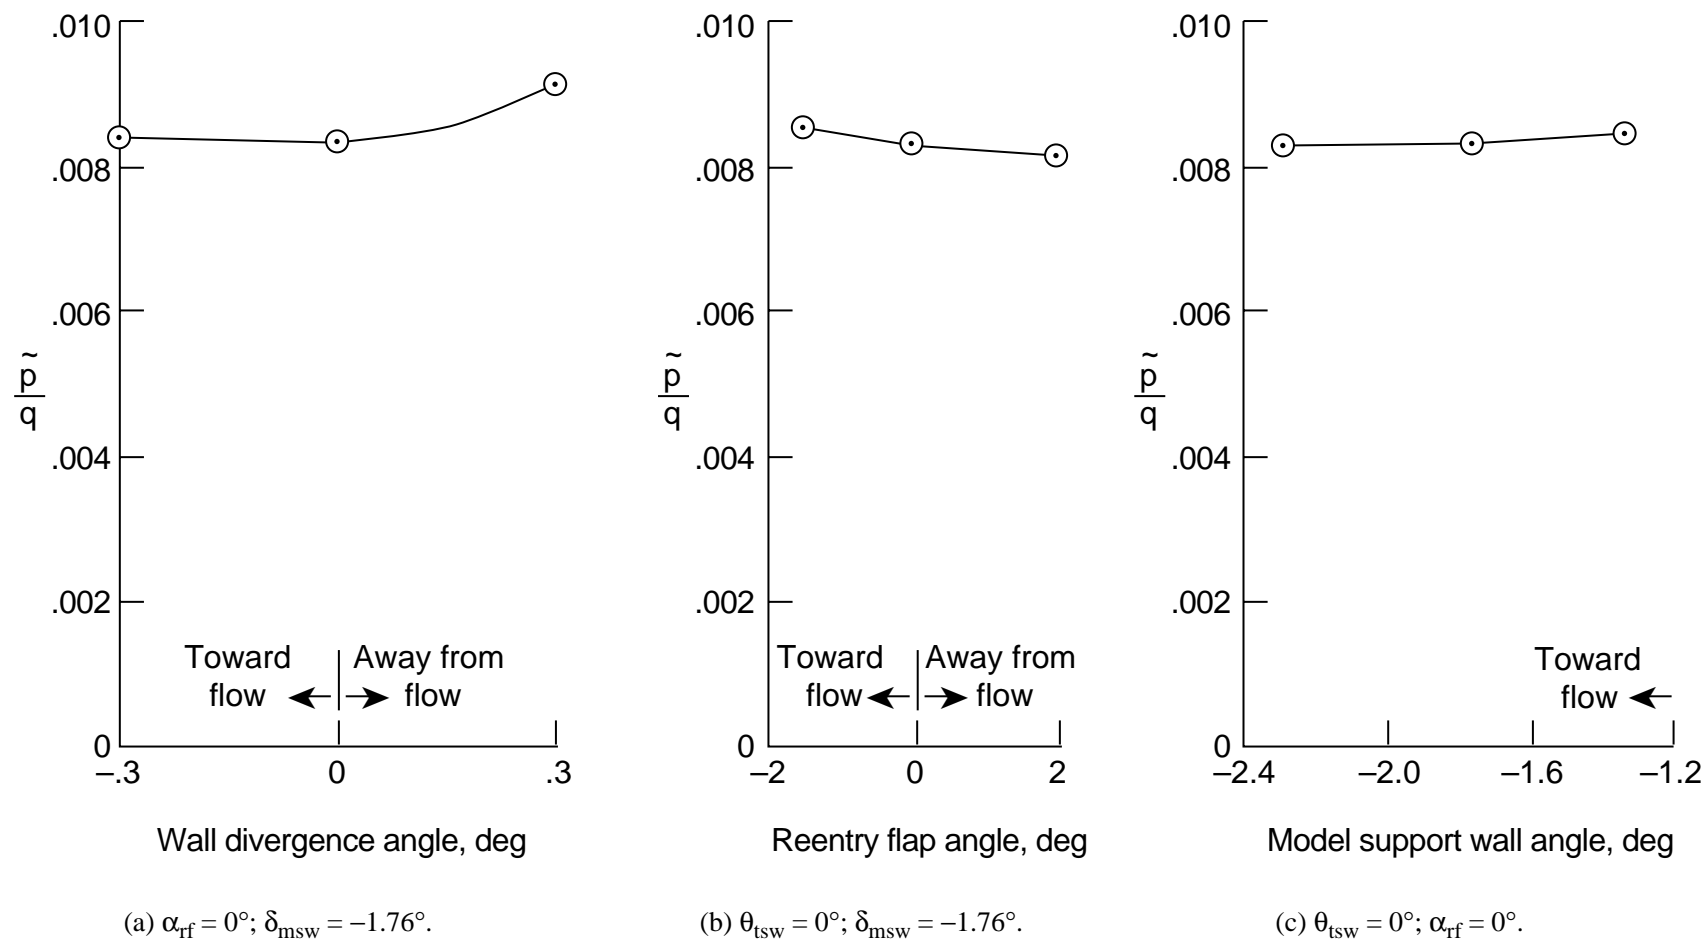 .010
.008
.006
p̃
q
.004
.002
Toward
flow
Away from
flow
0
–.3
0
.3
Wall divergence angle, deg
(a) αrf = 0°; δmsw = –1.76°.
.010
.008
.006
p̃
q
.004
.002
Toward
flow
Away from
flow
0
–2
0
2
Reentry flap angle, deg
(b) θtsw = 0°; δmsw = –1.76°.
.010
.008
.006
p̃
q
.004
.002
Toward
flow
0
–2.4
–2.0
–1.6
–1.2
Model support wall angle, deg
(c) θtsw = 0°; αrf = 0°.